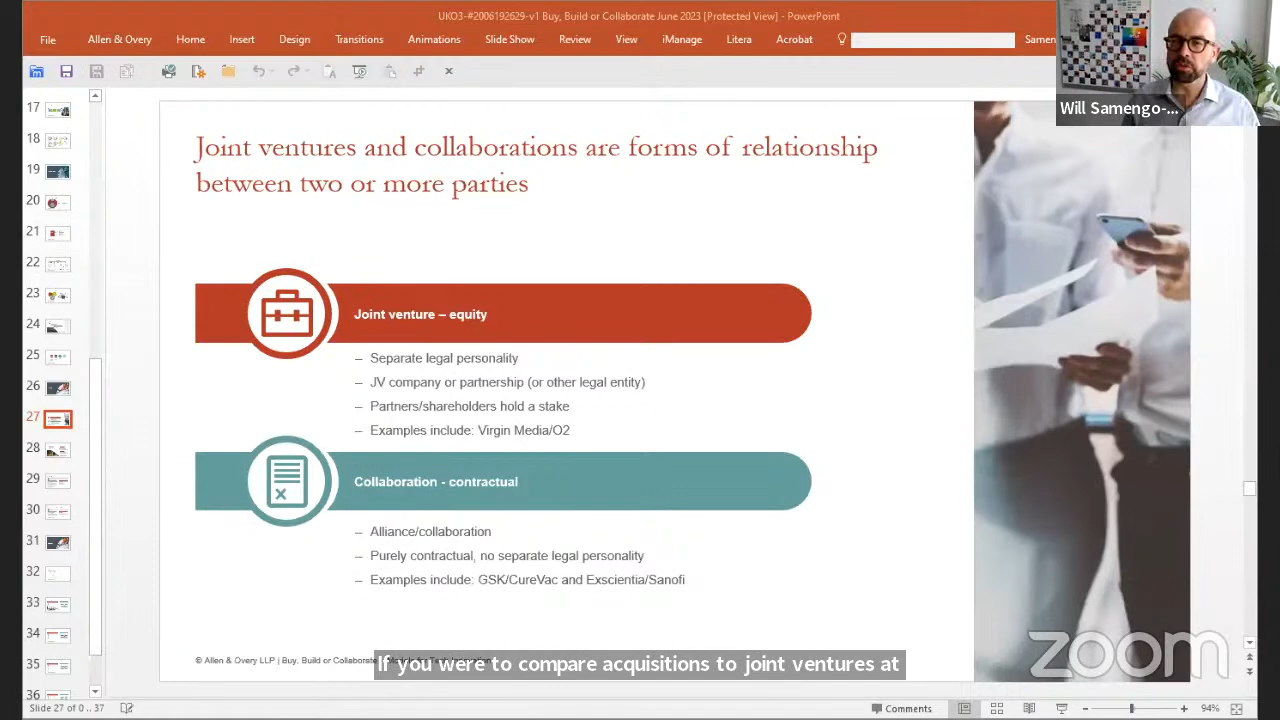 UKO3-#2006192629-v1 Buy, Build or Collaborate June 2023 [Protected View] - PowerPoint
File Allen & Overy Home Insert Design Transitions Animations Slide Show Review View iManage Litera Acrobat Samen
Will Samengo-...
17
18
19
20
21
22
23
24
25
26
27
28
29
30
31
32
33
34
35
36
Joint ventures and collaborations are forms of relationship
between two or more parties
Joint venture – equity
– Separate legal personality
– JV company or partnership (or other legal entity)
– Partners/shareholders hold a stake
– Examples include: Virgin Media/O2
Collaboration - contractual
– Alliance/collaboration
– Purely contractual, no separate legal personality
– Examples include: GSK/CureVac and Exscientia/Sanofi
© Allen & Overy LLP | Buy, Build or Collaborate
If you were to compare acquisitions to joint ventures at
zoom
Slide 27 of 0 .. 37 Comments 94%